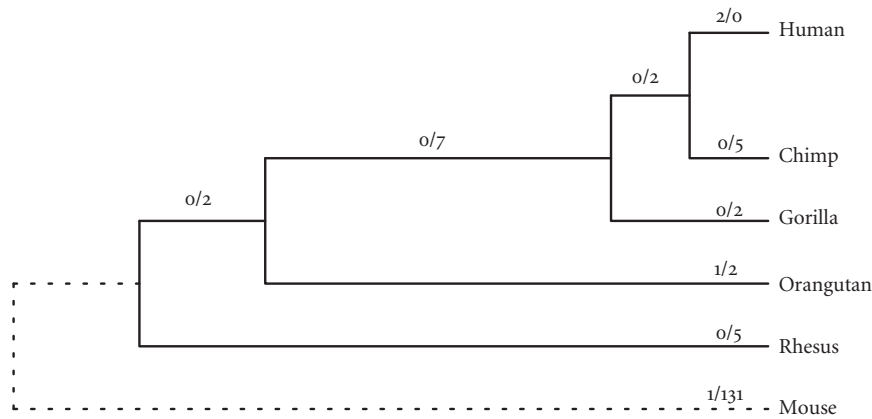 2/0
Human
0/2
0/7
0/5
Chimp
0/2
0/2
Gorilla
1/2
Orangutan
0/5
Rhesus
1/131
Mouse